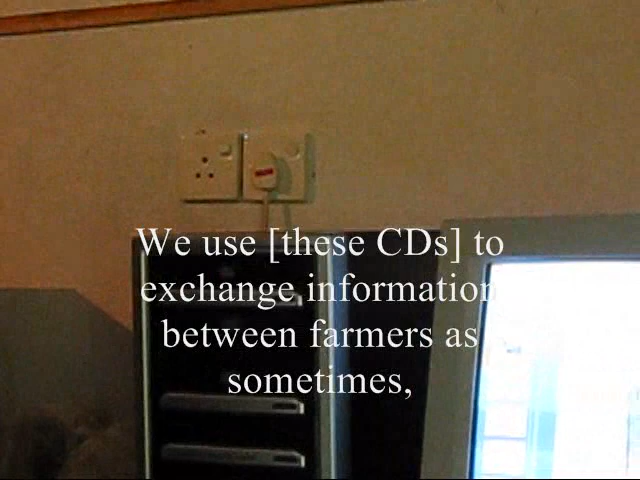 We use [these CDs] to
exchange information
between farmers as
sometimes,